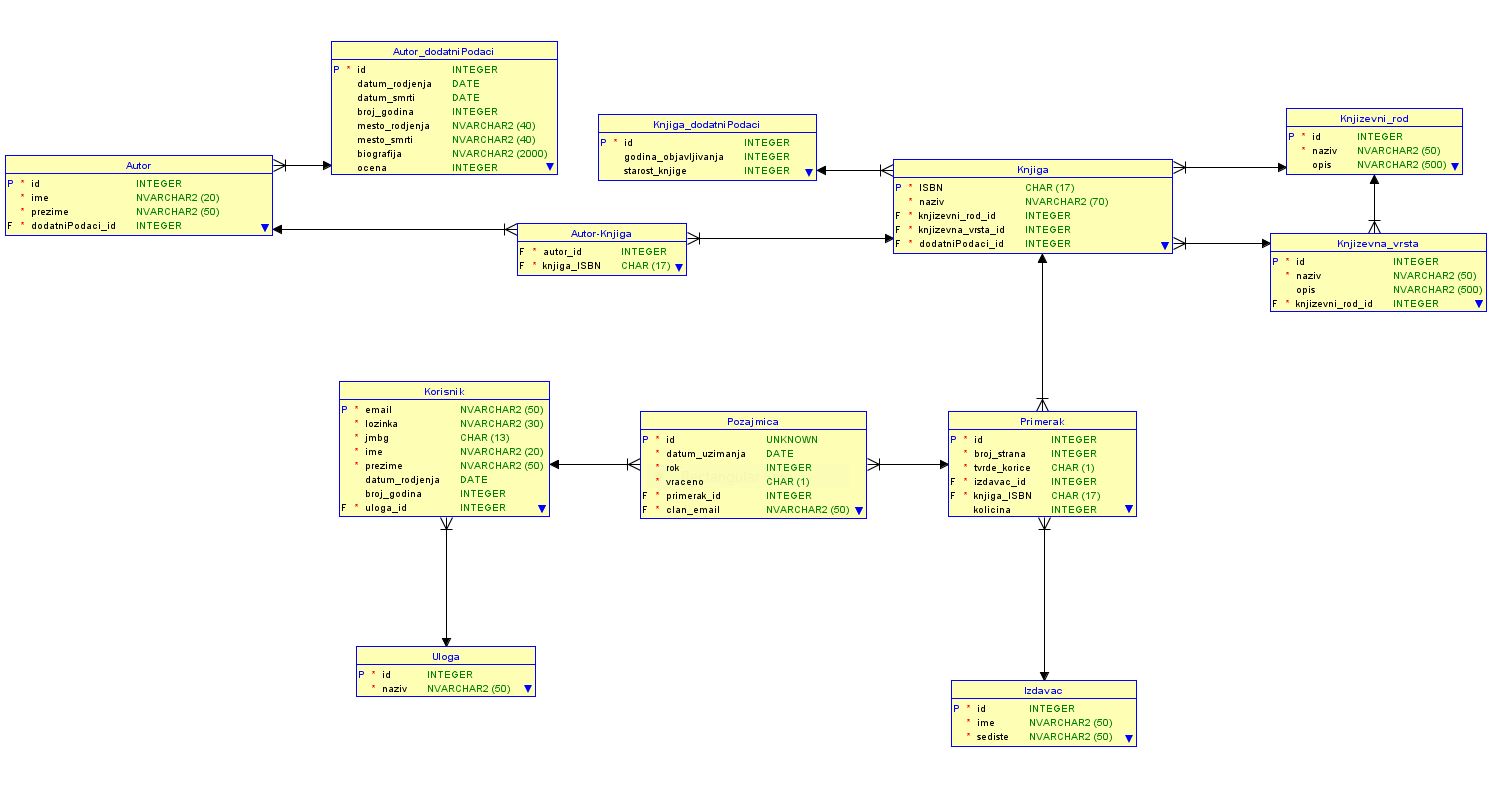 Autor_dodatniPodaci
P * id INTEGER
datum_rodjenja DATE
datum_smrti DATE
broj_godina INTEGER
mesto_rodjenja NVARCHAR2 (40)
mesto_smrti NVARCHAR2 (40)
biografija NVARCHAR2 (2000)
ocena INTEGER
Autor
P * id INTEGER
* ime NVARCHAR2 (20)
* prezime NVARCHAR2 (50)
F * dodatniPodaci_id INTEGER
Knjiga_dodatniPodaci
P * id INTEGER
godina_objavljivanja INTEGER
starost_knjige INTEGER
Autor-Knjiga
F * autor_id INTEGER
F * knjiga_ISBN CHAR (17)
Knjiga
P * ISBN CHAR (17)
* naziv NVARCHAR2 (70)
F * knjizevni_rod_id INTEGER
F * knjizevna_vrsta_id INTEGER
F * dodatniPodaci_id INTEGER
Knjizevni_rod
P * id INTEGER
* naziv NVARCHAR2 (50)
opis NVARCHAR2 (500)
Knjizevna_vrsta
P * id INTEGER
* naziv NVARCHAR2 (50)
opis NVARCHAR2 (500)
F * knjizevni_rod_id INTEGER
Korisnik
P * email NVARCHAR2 (50)
* lozinka NVARCHAR2 (30)
* jmbg CHAR (13)
* ime NVARCHAR2 (20)
* prezime NVARCHAR2 (50)
datum_rodjenja DATE
broj_godina INTEGER
F * uloga_id INTEGER
Pozajmica
P * id UNKNOWN
* datum_uzimanja DATE
* rok INTEGER
* vraceno CHAR (1)
F * primerak_id INTEGER
F * clan_email NVARCHAR2 (50)
Primerak
P * id INTEGER
* broj_strana INTEGER
* tvrde_korice CHAR (1)
F * izdavac_id INTEGER
F * knjiga_ISBN CHAR (17)
kolicina INTEGER
Uloga
P * id INTEGER
* naziv NVARCHAR2 (50)
Izdavac
P * id INTEGER
* ime NVARCHAR2 (50)
* sediste NVARCHAR2 (50)